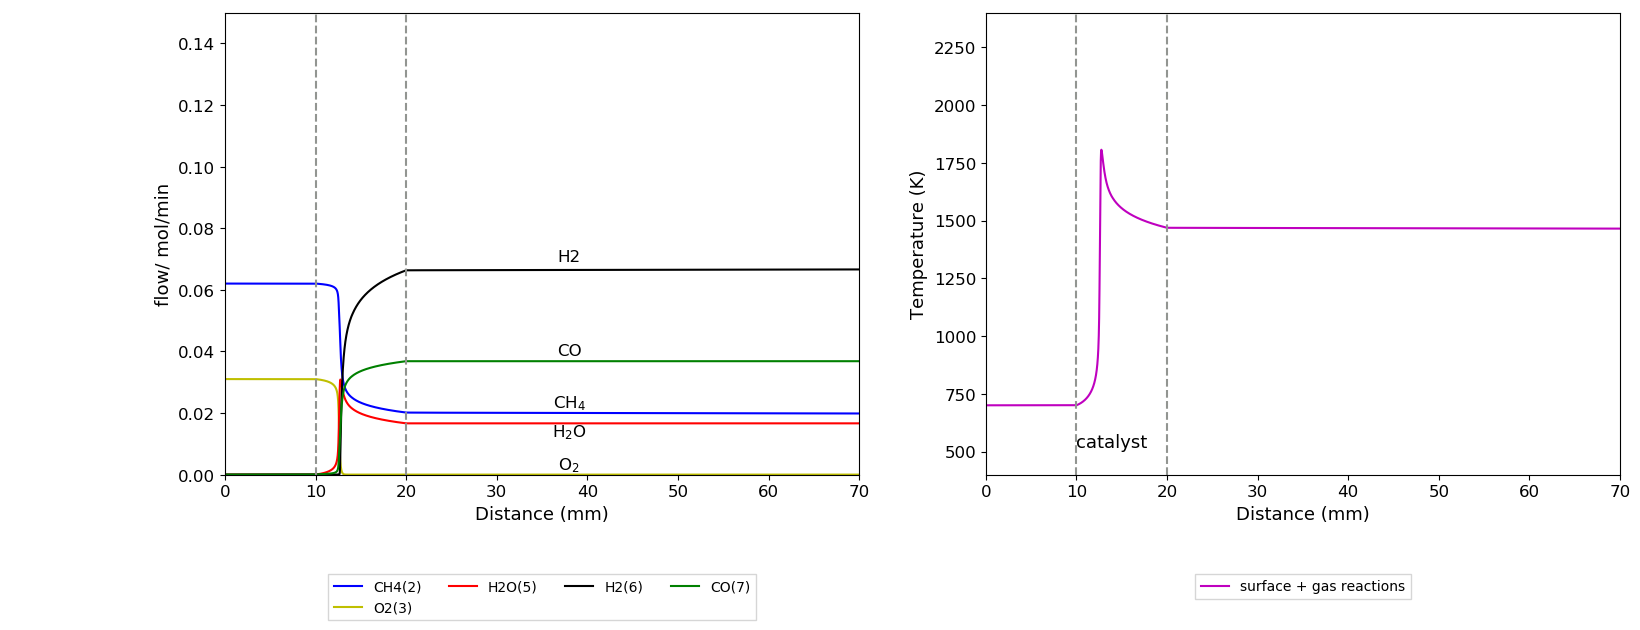 0.14
0.12
0.10
0.08
0.06
0.04
0.02
0.00
flow/ mol/min
H2
CO
CH₄
H₂O
O₂
0 10 20 30 40 50 60 70
Distance (mm)
CH4(2) H2O(5) H2(6) CO(7)
O2(3)
2250
2000
1750
1500
1250
1000
750
500
Temperature (K)
catalyst
0 10 20 30 40 50 60 70
Distance (mm)
surface + gas reactions